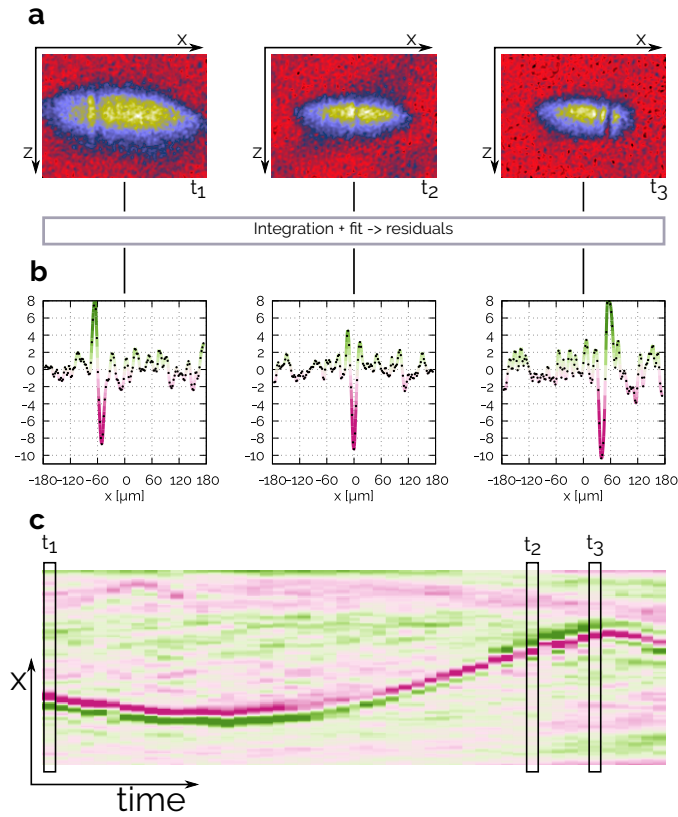 a
x x x
z z z
t1 t2 t3
Integration + fit -> residuals
b
8 8 8
6 6 6
4 4 4
2 2 2
0 0 0
-2 -2 -2
-4 -4 -4
-6 -6 -6
-8 -8 -8
-10 -10 -10
-180-120 -60 0 60 120 180 -180-120 -60 0 60 120 180 -180-120 -60 0 60 120 180
x [µm] x [µm] x [µm]
c
t1 t2 t3
x
time